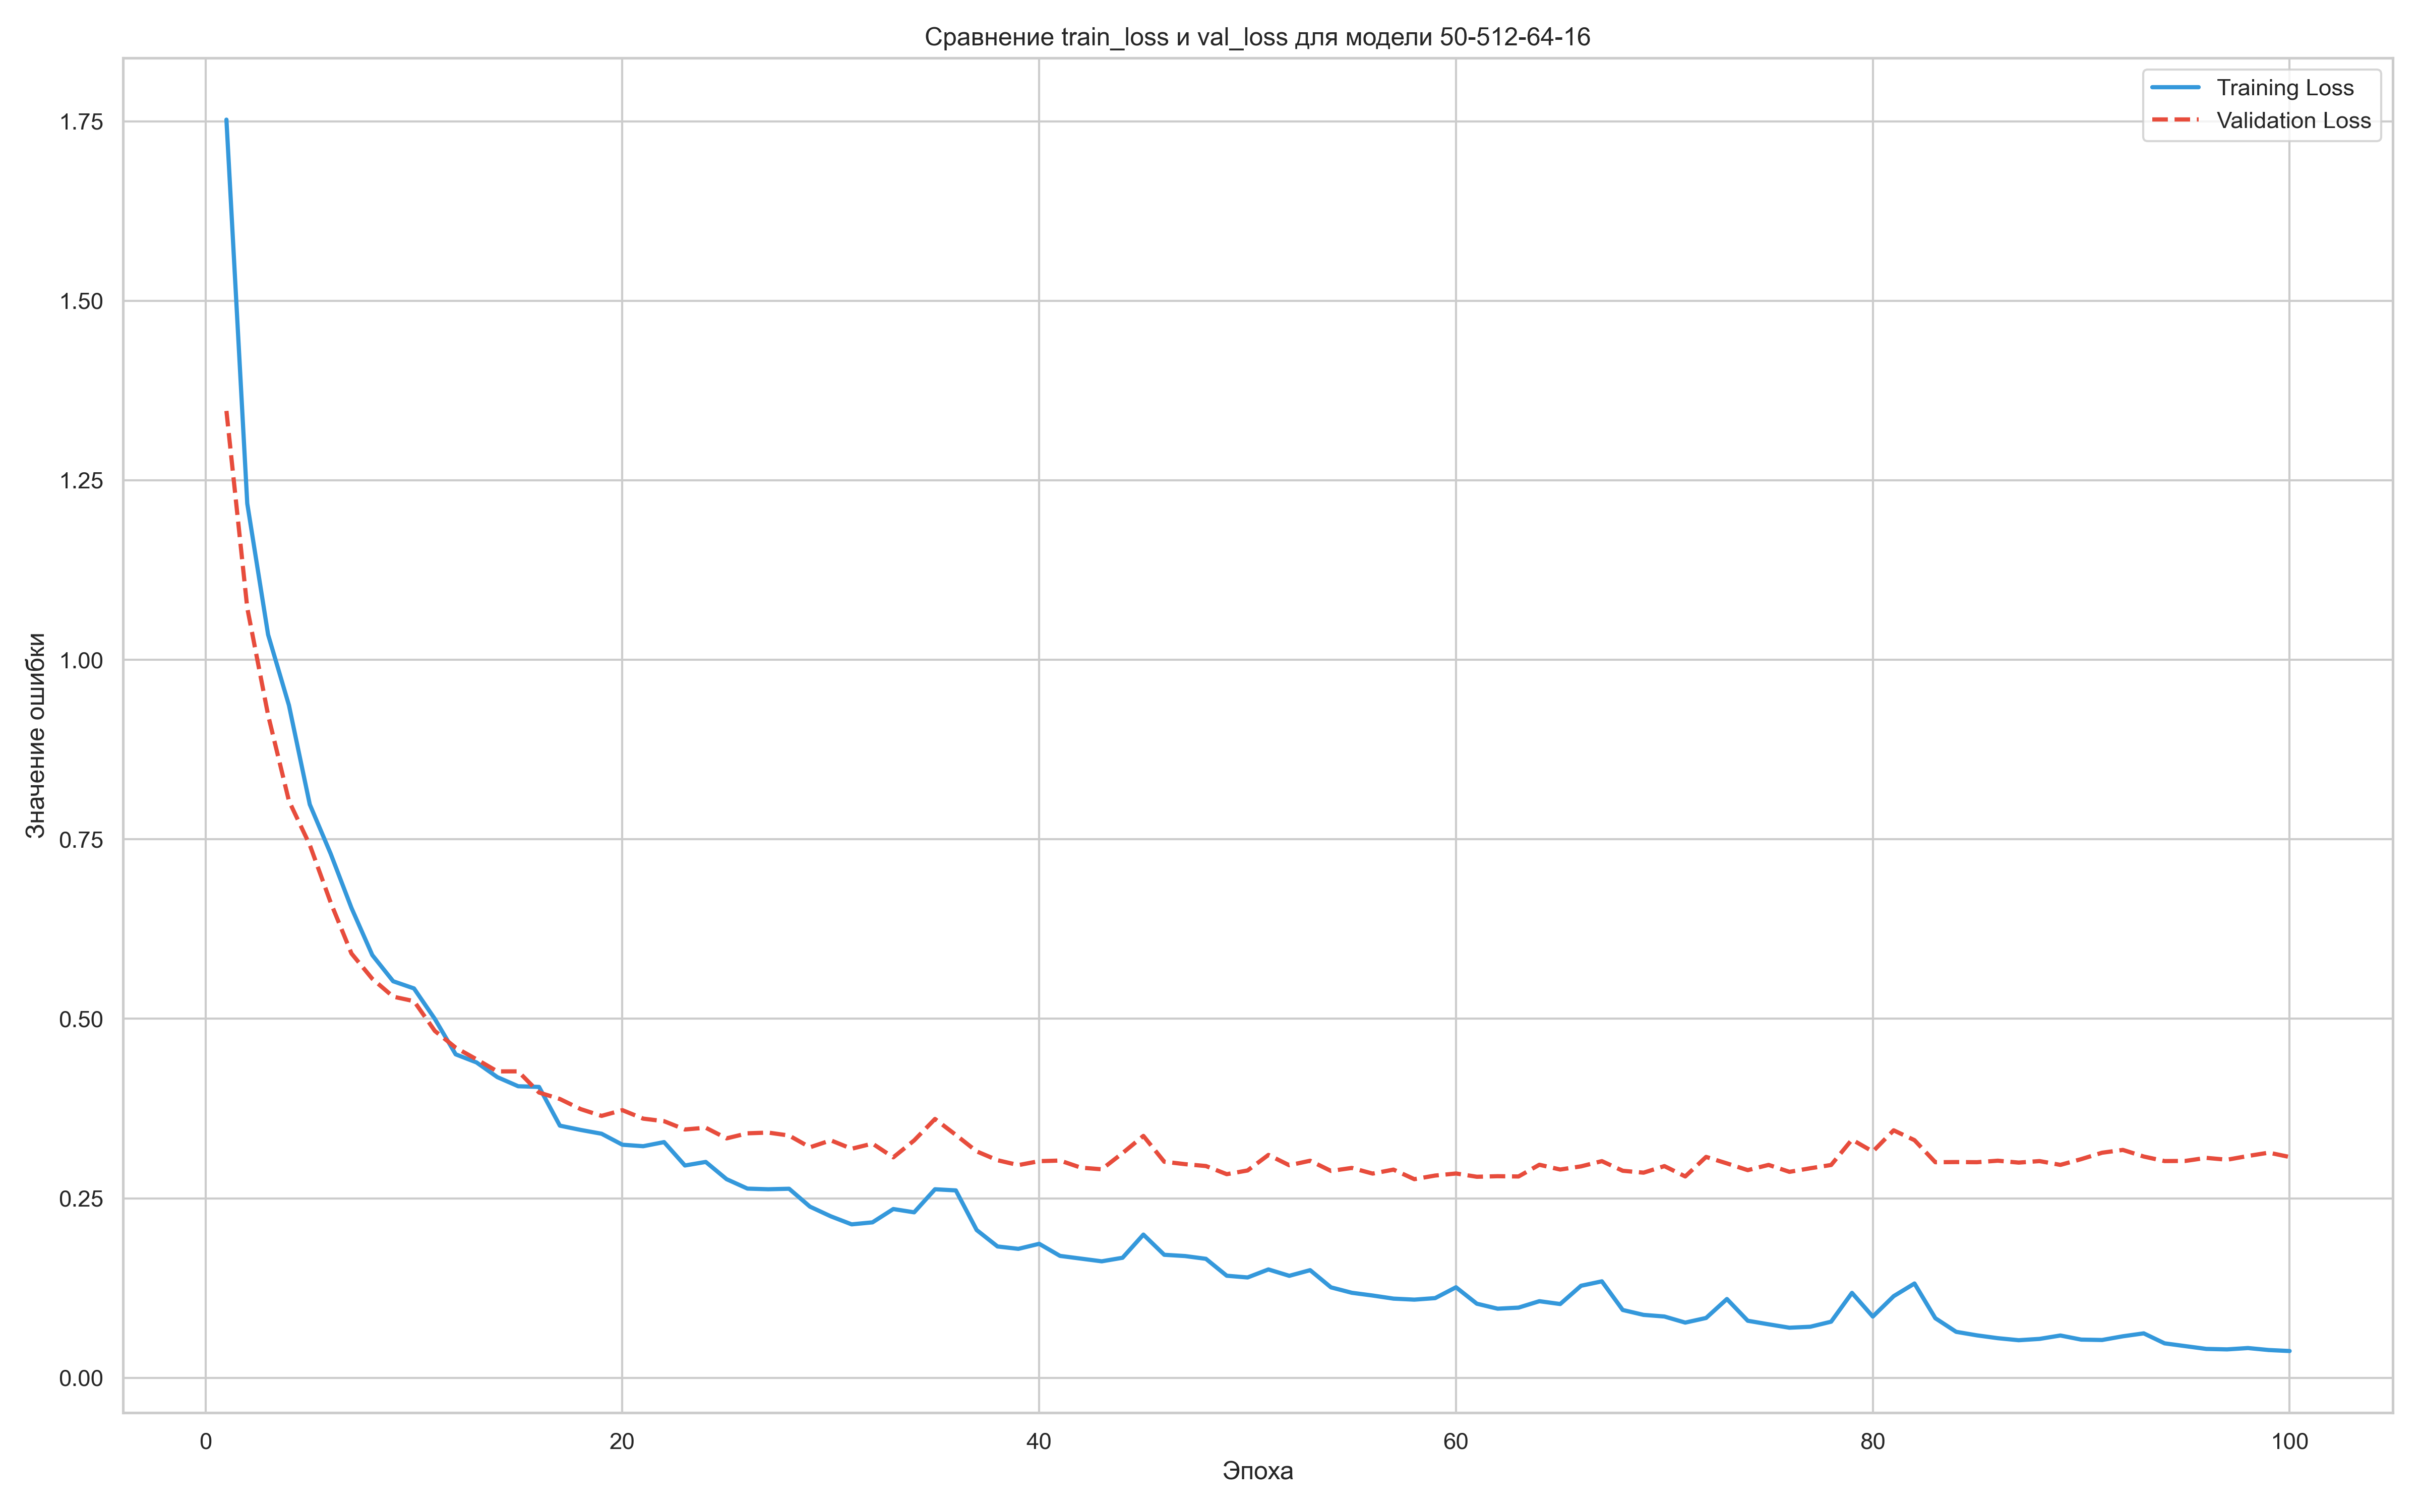 Сравнение train_loss и val_loss для модели 50-512-64-16
Training Loss
Validation Loss
1.75
1.50
1.25
1.00
0.75
0.50
0.25
0.00
Значение ошибки
0 20 40 60 80 100
Эпоха